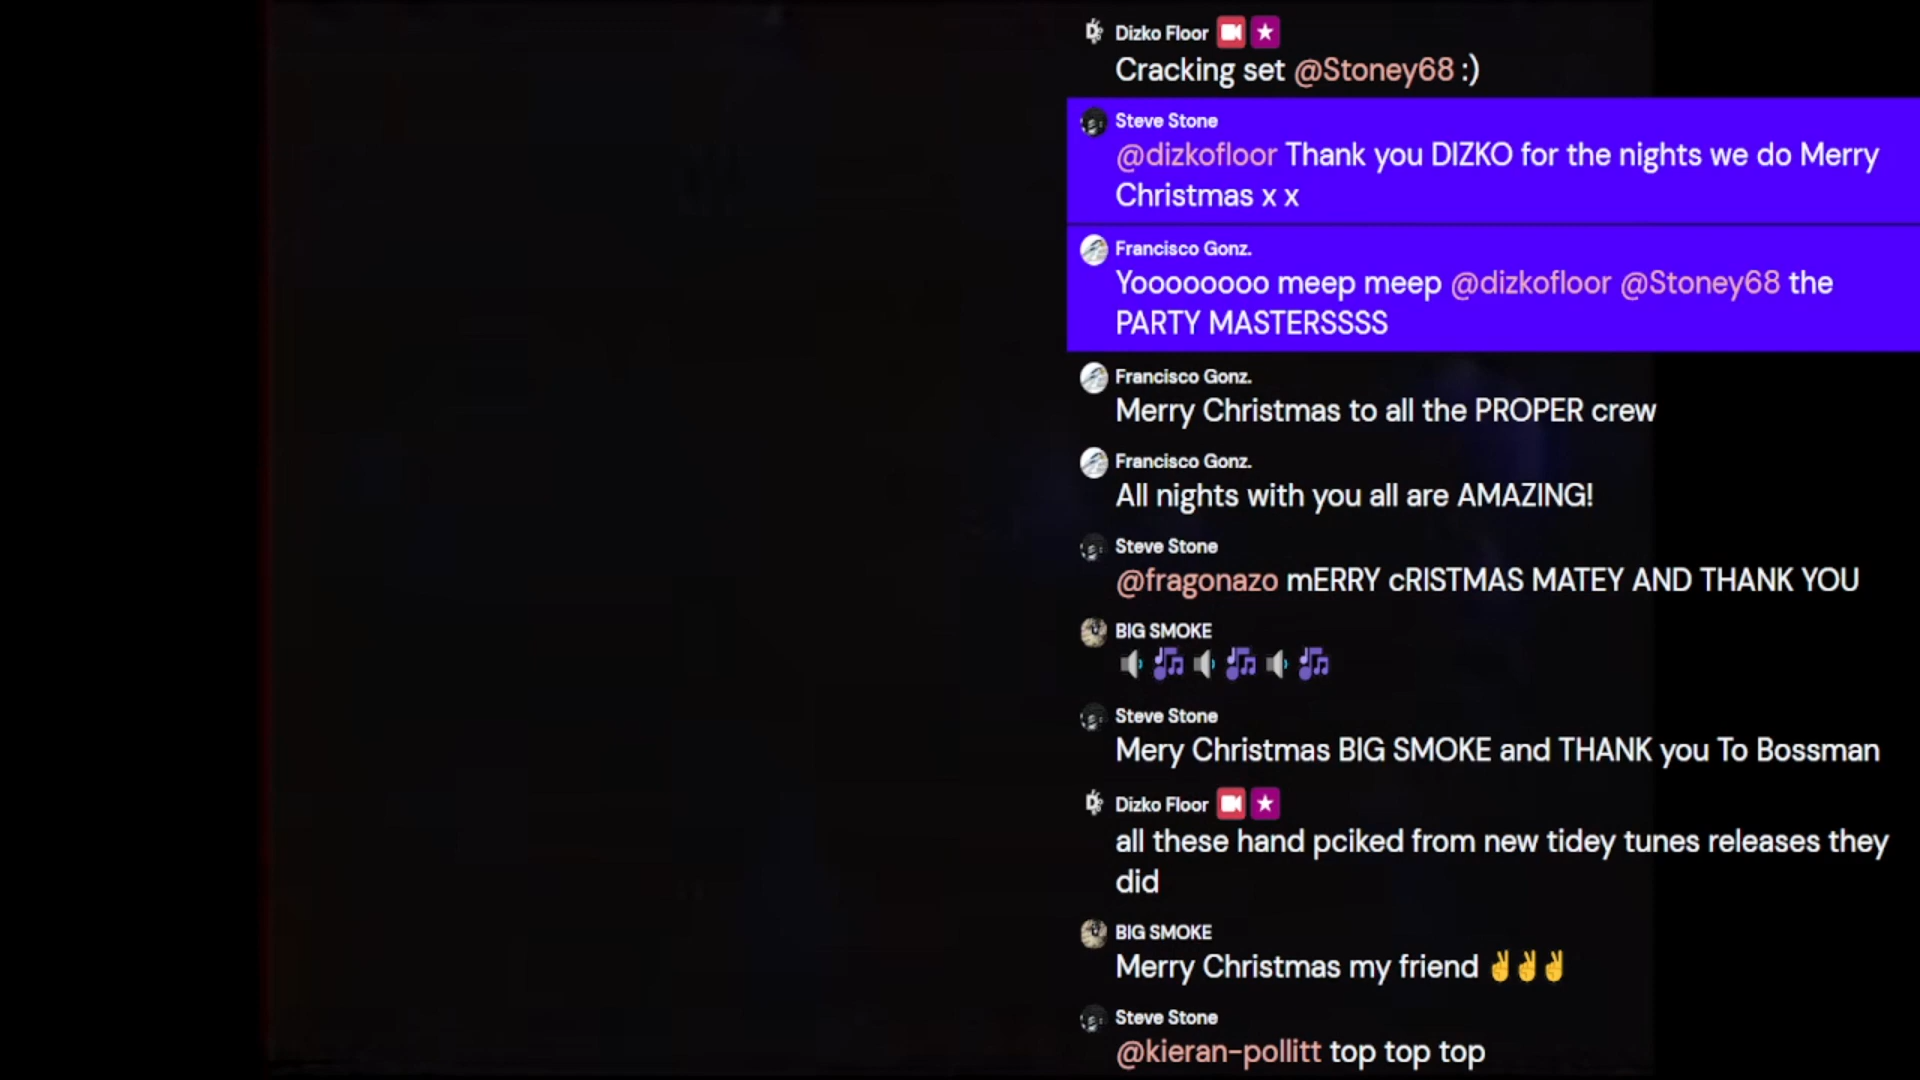 Dizko Floor
Cracking set @Stoney68 :)
Steve Stone
@dizkofloor Thank you DIZKO for the nights we do Merry
Christmas x x
Francisco Gonz.
Yoooooooo meep meep @dizkofloor @Stoney68 the
PARTY MASTERSSSS
Francisco Gonz.
Merry Christmas to all the PROPER crew
Francisco Gonz.
All nights with you all are AMAZING!
Steve Stone
@fragonazo mERRY cRISTMAS MATEY AND THANK YOU
BIG SMOKE
🔈🎶🔈🎶🔈🎶
Steve Stone
Mery Christmas BIG SMOKE and THANK you To Bossman
Dizko Floor
all these hand pciked from new tidey tunes releases they
did
BIG SMOKE
Merry Christmas my friend ✌️✌️✌️
Steve Stone
@kieran-pollitt top top top